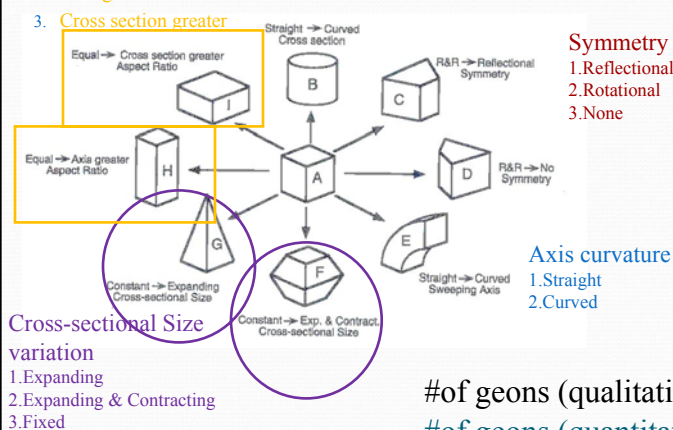 3. Cross section greater
Straight → Curved
Cross section
Equal → Cross section greater
Aspect Ratio
I
B
R&R → Reflectional
Symmetry
C
Symmetry
1.Reflectional
2.Rotational
3.None
Equal → Axis greater
Aspect Ratio
H
A
D
R&R → No
Symmetry
G
F
E
Axis curvature
1.Straight
2.Curved
Straight → Curved
Sweeping Axis
Constant → Expanding
Cross-sectional Size
Constant → Exp. & Contract.
Cross-sectional Size
Cross-sectional Size
variation
1.Expanding
2.Expanding & Contracting
3.Fixed
#of geons (qualitati